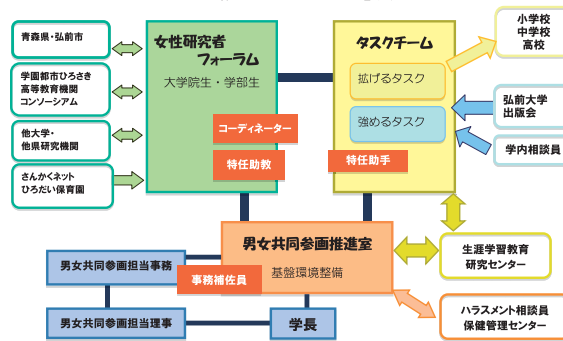 青森県・弘前市
学園都市ひろさき
高等教育機関
コンソーシアム
他大学・
他県研究機関
さんかくネット
ひろだい保育園
女性研究者
フォーラム
大学院生・学部生
コーディネーター
特任助教
タスクチーム
拡げるタスク
強めるタスク
特任助手
小学校
中学校
高校
弘前大学
出版会
学内相談員
男女共同参画推進室
基盤環境整備
事務補佐員
男女共同参画担当事務
男女共同参画担当理事
学長
生涯学習教育
研究センター
ハラスメント相談員
保健管理センター